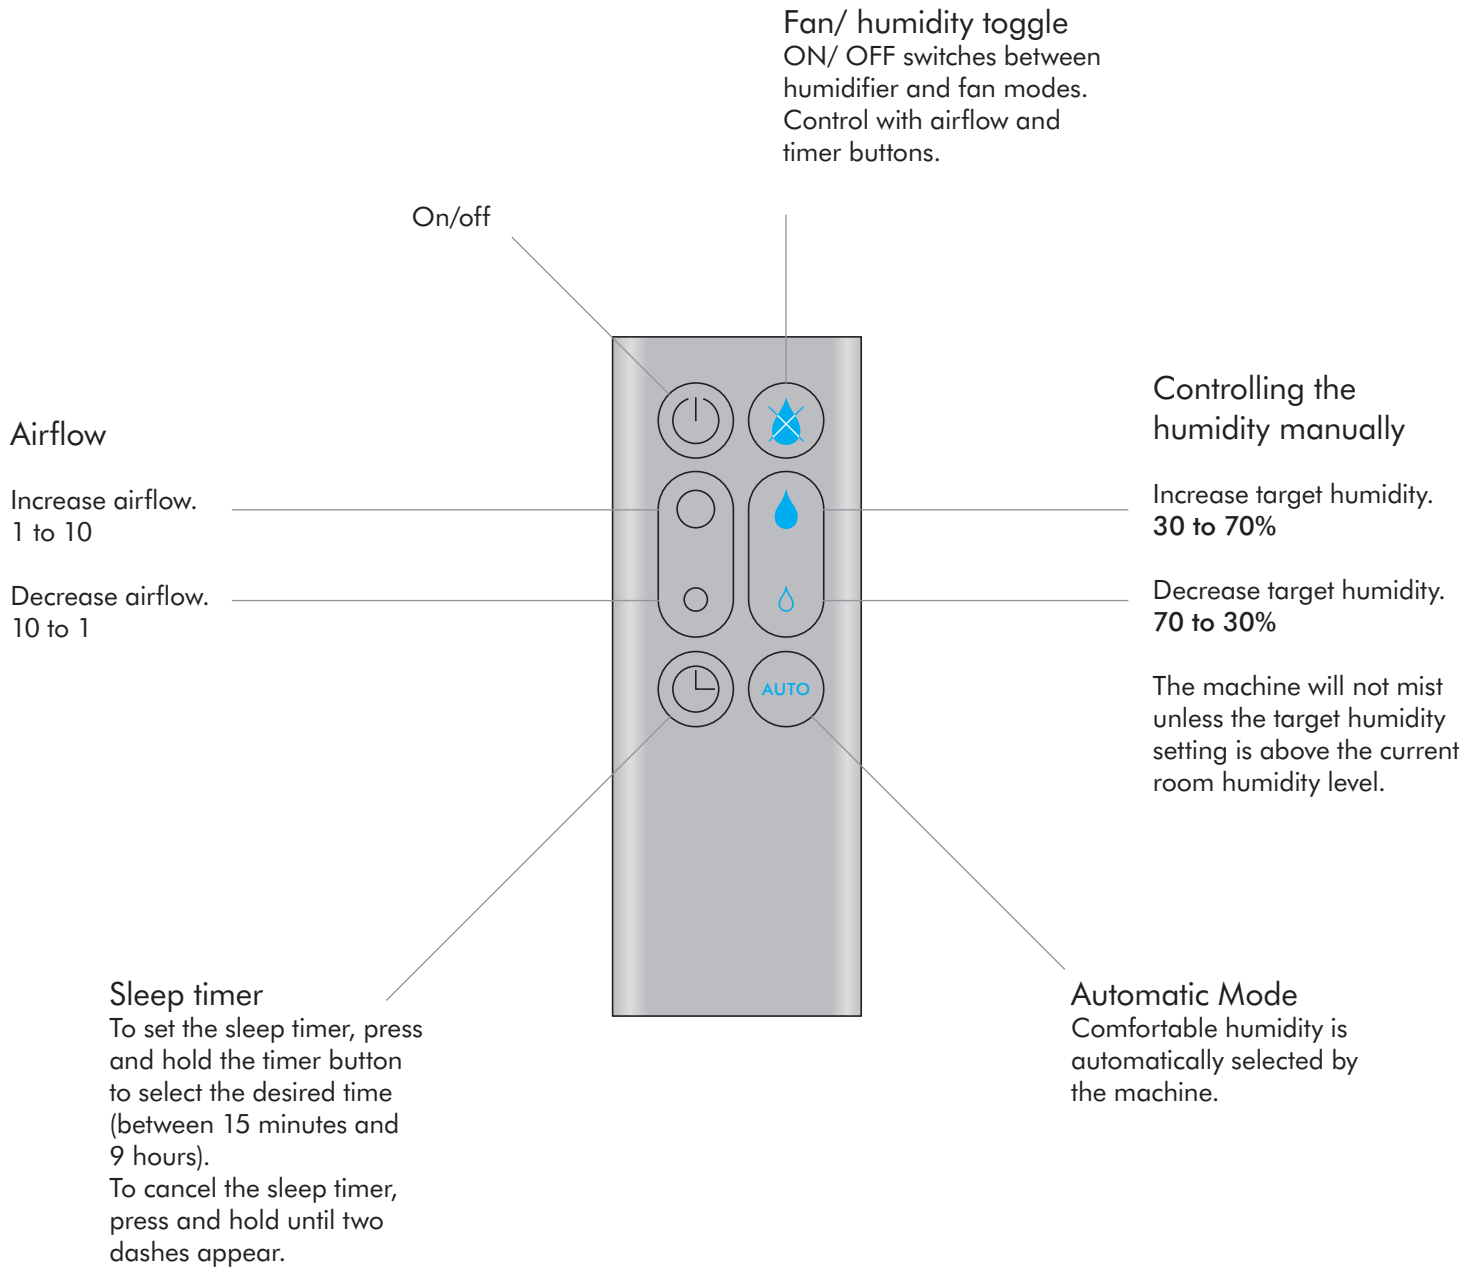 Fan/ humidity toggle
ON/ OFF switches between
humidifier and fan modes.
Control with airflow and
timer buttons.
On/off
Airflow
Increase airflow.
1 to 10
Decrease airflow.
10 to 1
Controlling the
humidity manually
Increase target humidity.
30 to 70%
Decrease target humidity.
70 to 30%
The machine will not mist
unless the target humidity
setting is above the current
room humidity level.
AUTO
Sleep timer
To set the sleep timer, press
and hold the timer button
to select the desired time
(between 15 minutes and
9 hours).
To cancel the sleep timer,
press and hold until two
dashes appear.
Automatic Mode
Comfortable humidity is
automatically selected by
the machine.